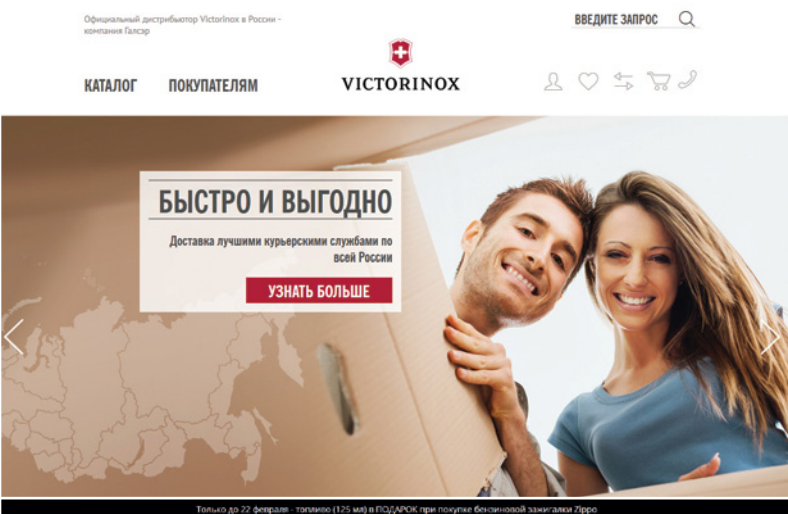 Официальный дистрибьютор Victorinox в России -
компания Галсэр
ВВЕДИТЕ ЗАПРОС
КАТАЛОГ
ПОКУПАТЕЛЯМ
VICTORINOX
БЫСТРО И ВЫГОДНО
Доставка лучшими курьерскими службами по
всей России
УЗНАТЬ БОЛЬШЕ
Только до 22 февраля - топливо (125 мл) в ПОДАРОК при покупке бензиновой зажигалки Zippo